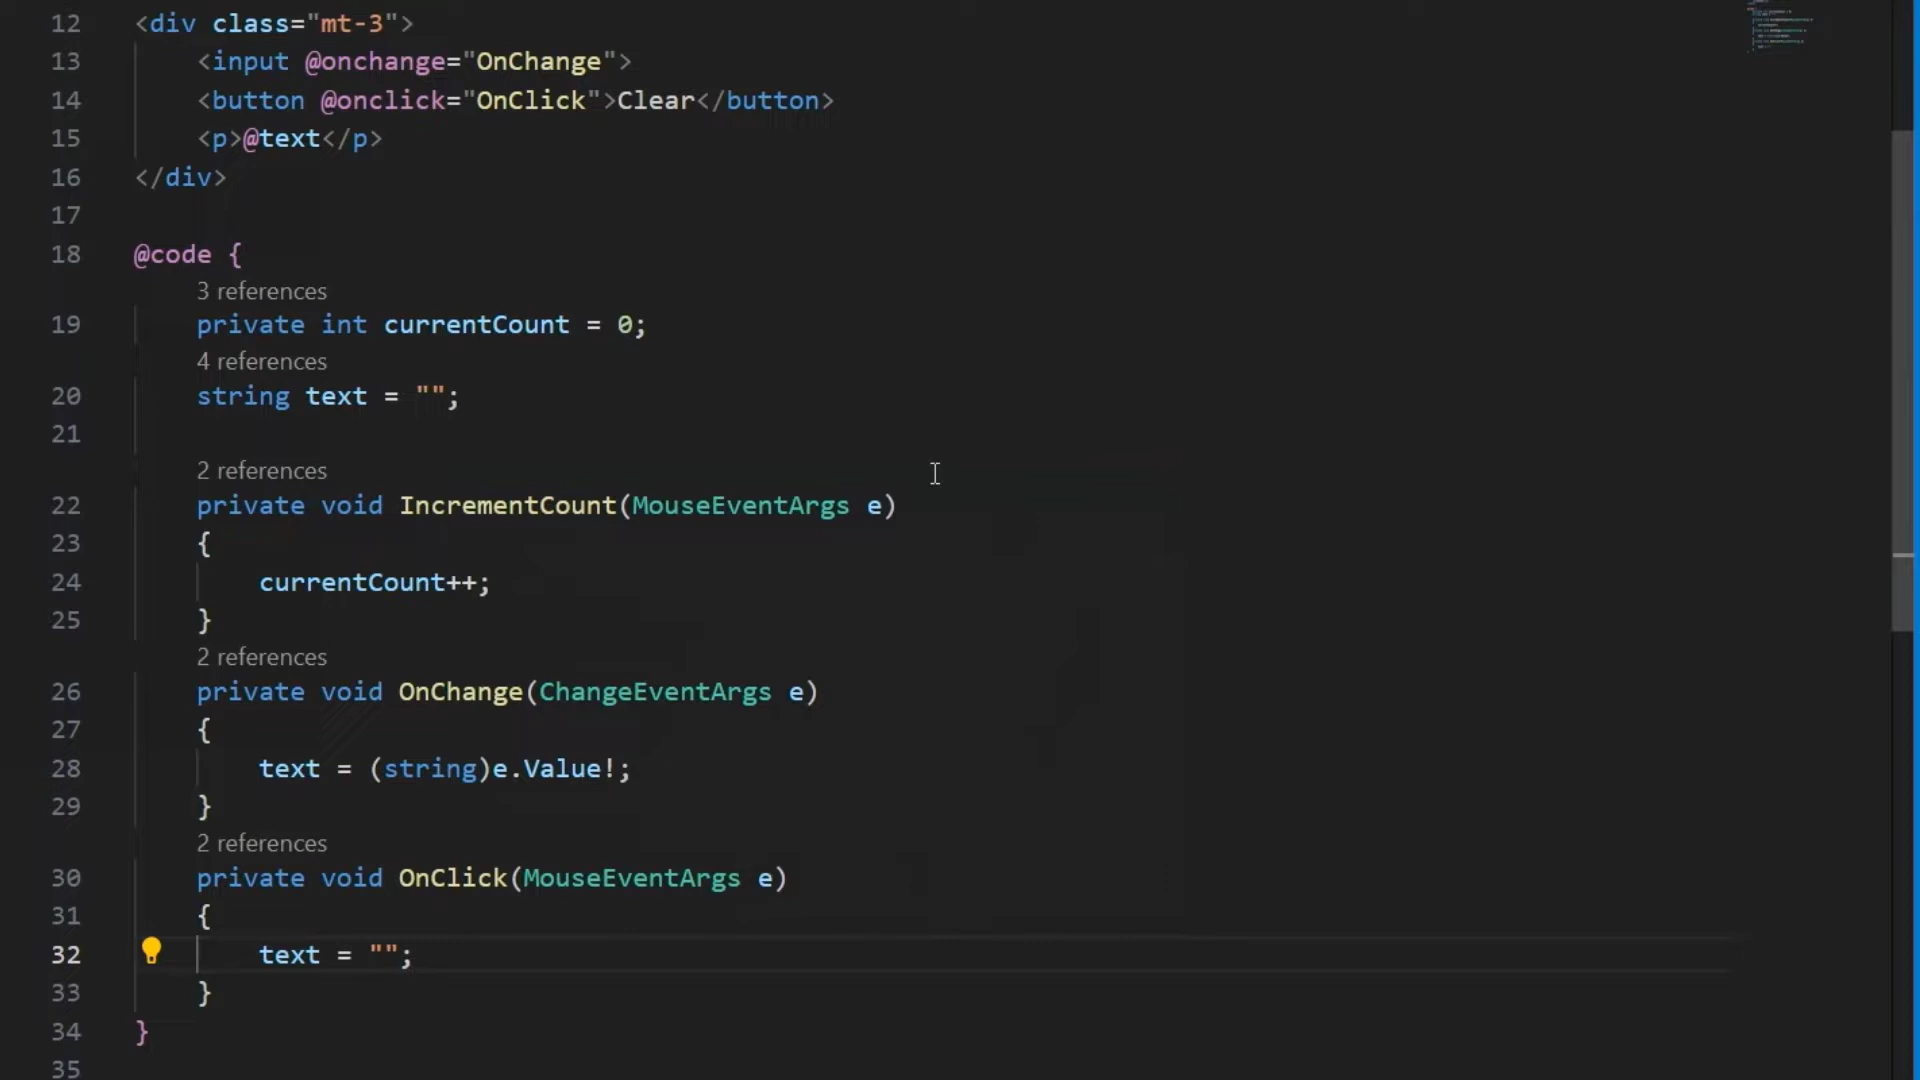 12 <div class="mt-3">
13     <input @onchange="OnChange">
14     <button @onclick="OnClick">Clear</button>
15     <p>@text</p>
16 </div>
17
18 @code {
3 references
19     private int currentCount = 0;
4 references
20     string text = "";
21
2 references
22     private void IncrementCount(MouseEventArgs e)
23     {
24         currentCount++;
25     }
2 references
26     private void OnChange(ChangeEventArgs e)
27     {
28         text = (string)e.Value!;
29     }
2 references
30     private void OnClick(MouseEventArgs e)
31     {
32         text = "";
33     }
34 }
35